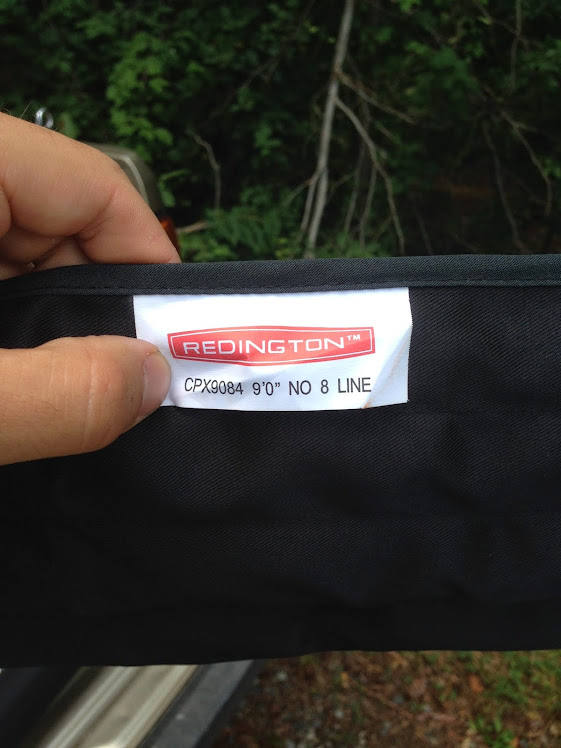 REDINGTON™
CPX9084 9'0" NO 8 LINE